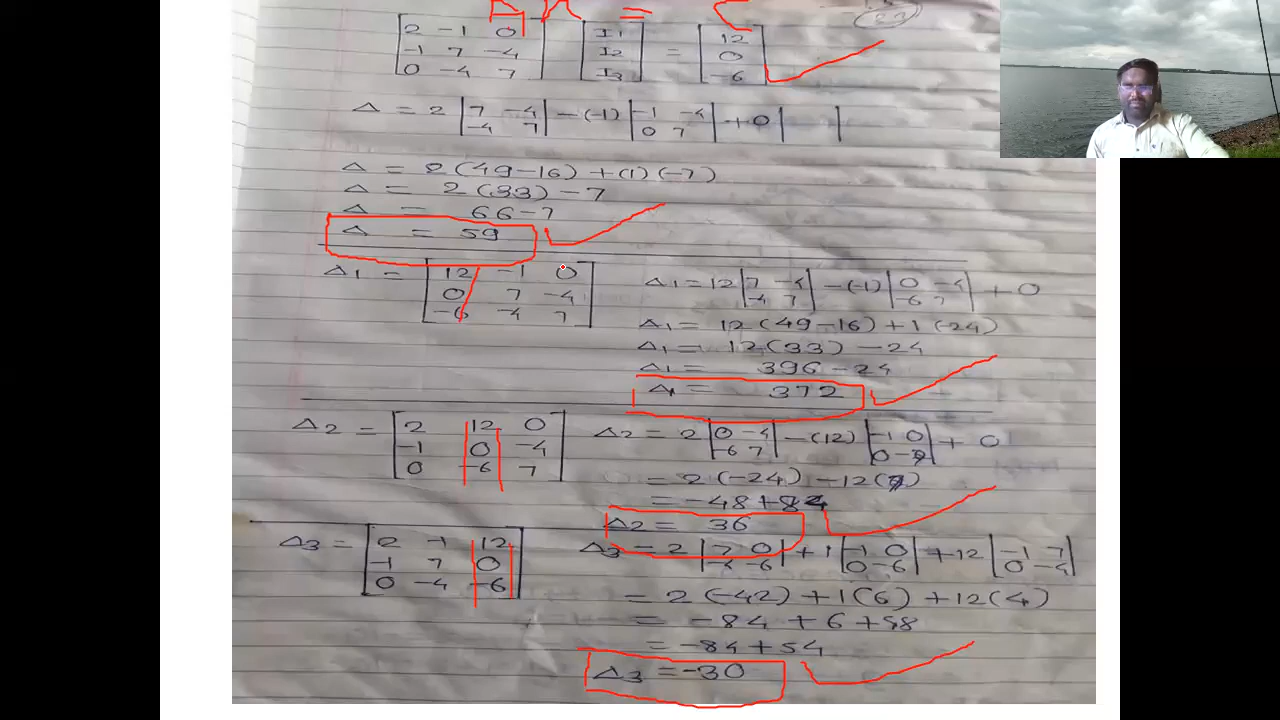 [2 -1 0] [I1] = [12]
[-1 7 -4] [I2] [0]
[0 -4 7] [I3] [-6]
Δ = 2 |7 -4| -(-1) |-1 -4| + 0 | |
|-4 7| |0 7|
Δ = 2 (49-16) + (1) (-7)
Δ = 2 (33) - 7
Δ = 66-7
Δ = 59
Δ1 = [12 -1 0]
[0 7 -4]
[-6 -4 7]
Δ1 = 12 |7 -4| -(-1) |0 -4| + 0
|-4 7| |-6 7|
Δ1 = 12 (49-16) + 1 (-24)
Δ1 = 12 (33) - 24
Δ1 = 396 - 24
Δ1 = 372
Δ2 = [2 12 0]
[-1 0 -4]
[0 -6 7]
Δ2 = 2 |0 -4| -(12) |-1 0| + 0
|-6 7|
= 2 (-24) - 12 (
= -48 + 84
Δ2 = 36
Δ3 = [2 -1 12]
[-1 7 0]
[0 -4 -6]
Δ3 = 2 |7 0| + 1 |-1 0| + 12 |-1 7|
|-4 -6| |0 -6| |0 -4|
= 2 (-42) + 1 (6) + 12 (4)
= -84 + 6 + 48
= -84 + 54
Δ3 = -30